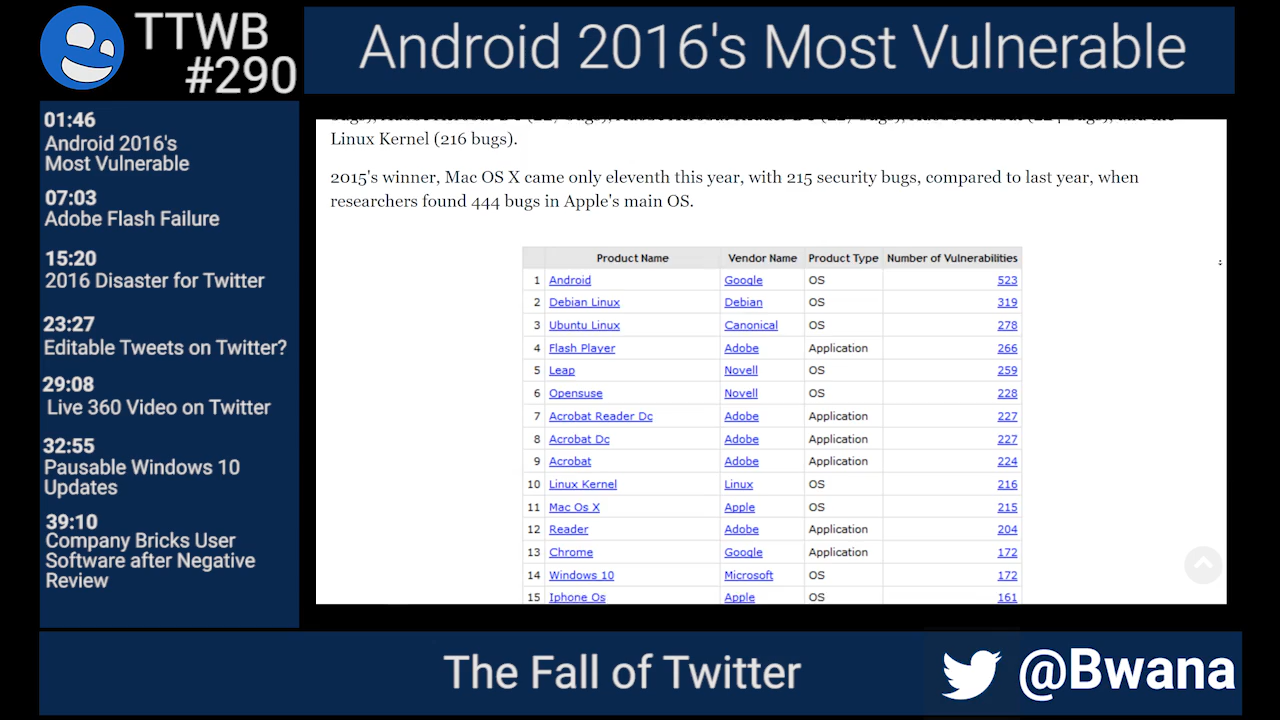 TTWB
#290
Android 2016's Most Vulnerable
01:46
Android 2016's
Most Vulnerable
07:03
Adobe Flash Failure
15:20
2016 Disaster for Twitter
23:27
Editable Tweets on Twitter?
29:08
Live 360 Video on Twitter
32:55
Pausable Windows 10
Updates
39:10
Company Bricks User
Software after Negative
Review
Linux Kernel (216 bugs).
2015's winner, Mac OS X came only eleventh this year, with 215 security bugs, compared to last year, when
researchers found 444 bugs in Apple's main OS.
Product Name Vendor Name Product Type Number of Vulnerabilities
1 Android Google OS 523
2 Debian Linux Debian OS 319
3 Ubuntu Linux Canonical OS 278
4 Flash Player Adobe Application 266
5 Leap Novell OS 259
6 Opensuse Novell OS 228
7 Acrobat Reader Dc Adobe Application 227
8 Acrobat Dc Adobe Application 227
9 Acrobat Adobe Application 224
10 Linux Kernel Linux OS 216
11 Mac Os X Apple OS 215
12 Reader Adobe Application 204
13 Chrome Google Application 172
14 Windows 10 Microsoft OS 172
15 Iphone Os Apple OS 161
The Fall of Twitter
@Bwana